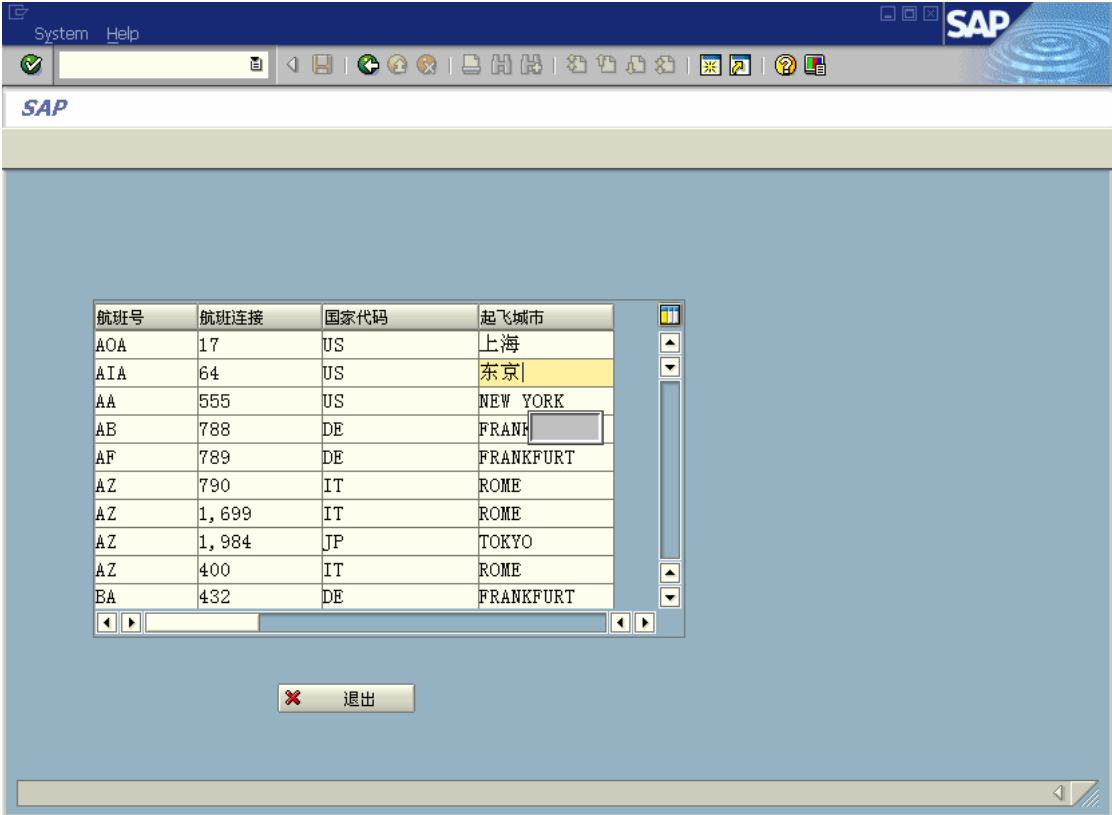 System Help
SAP
SAP
航班号 航班连接 国家代码 起飞城市
AOA 17 US 上海
AIA 64 US 东京
AA 555 US NEW YORK
AB 788 DE
AF 789 DE FRANKFURT
AZ 790 IT ROME
AZ 1,699 IT ROME
AZ 1,984 JP TOKYO
AZ 400 IT ROME
BA 432 DE FRANKFURT
退出